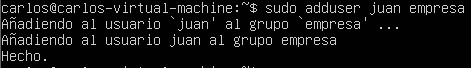 carlos@carlos-virtual-machine:~$ sudo adduser juan empresa
Añadiendo al usuario `juan' al grupo `empresa' ...
Añadiendo al usuario juan al grupo empresa
Hecho.